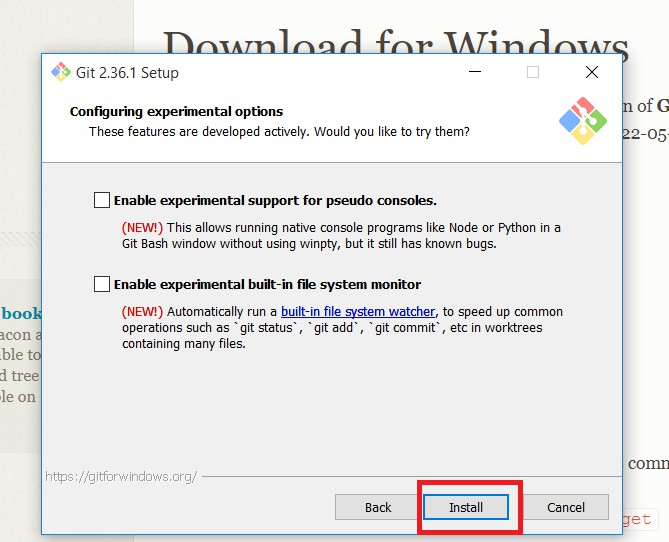 Download for Windows
Git 2.36.1 Setup
Configuring experimental options
These features are developed actively. Would you like to try them?
n of G
22-05-
Enable experimental support for pseudo consoles.
(NEW!) This allows running native console programs like Node or Python in a
Git Bash window without using winpty, but it still has known bugs.
Enable experimental built-in file system monitor
(NEW!) Automatically run a built-in file system watcher, to speed up common
operations such as `git status`, `git add`, `git commit`, etc in worktrees
containing many files.
book
acon a
ble to
d tree
ole on
comm
get
https://gitforwindows.org/
Back
Install
Cancel